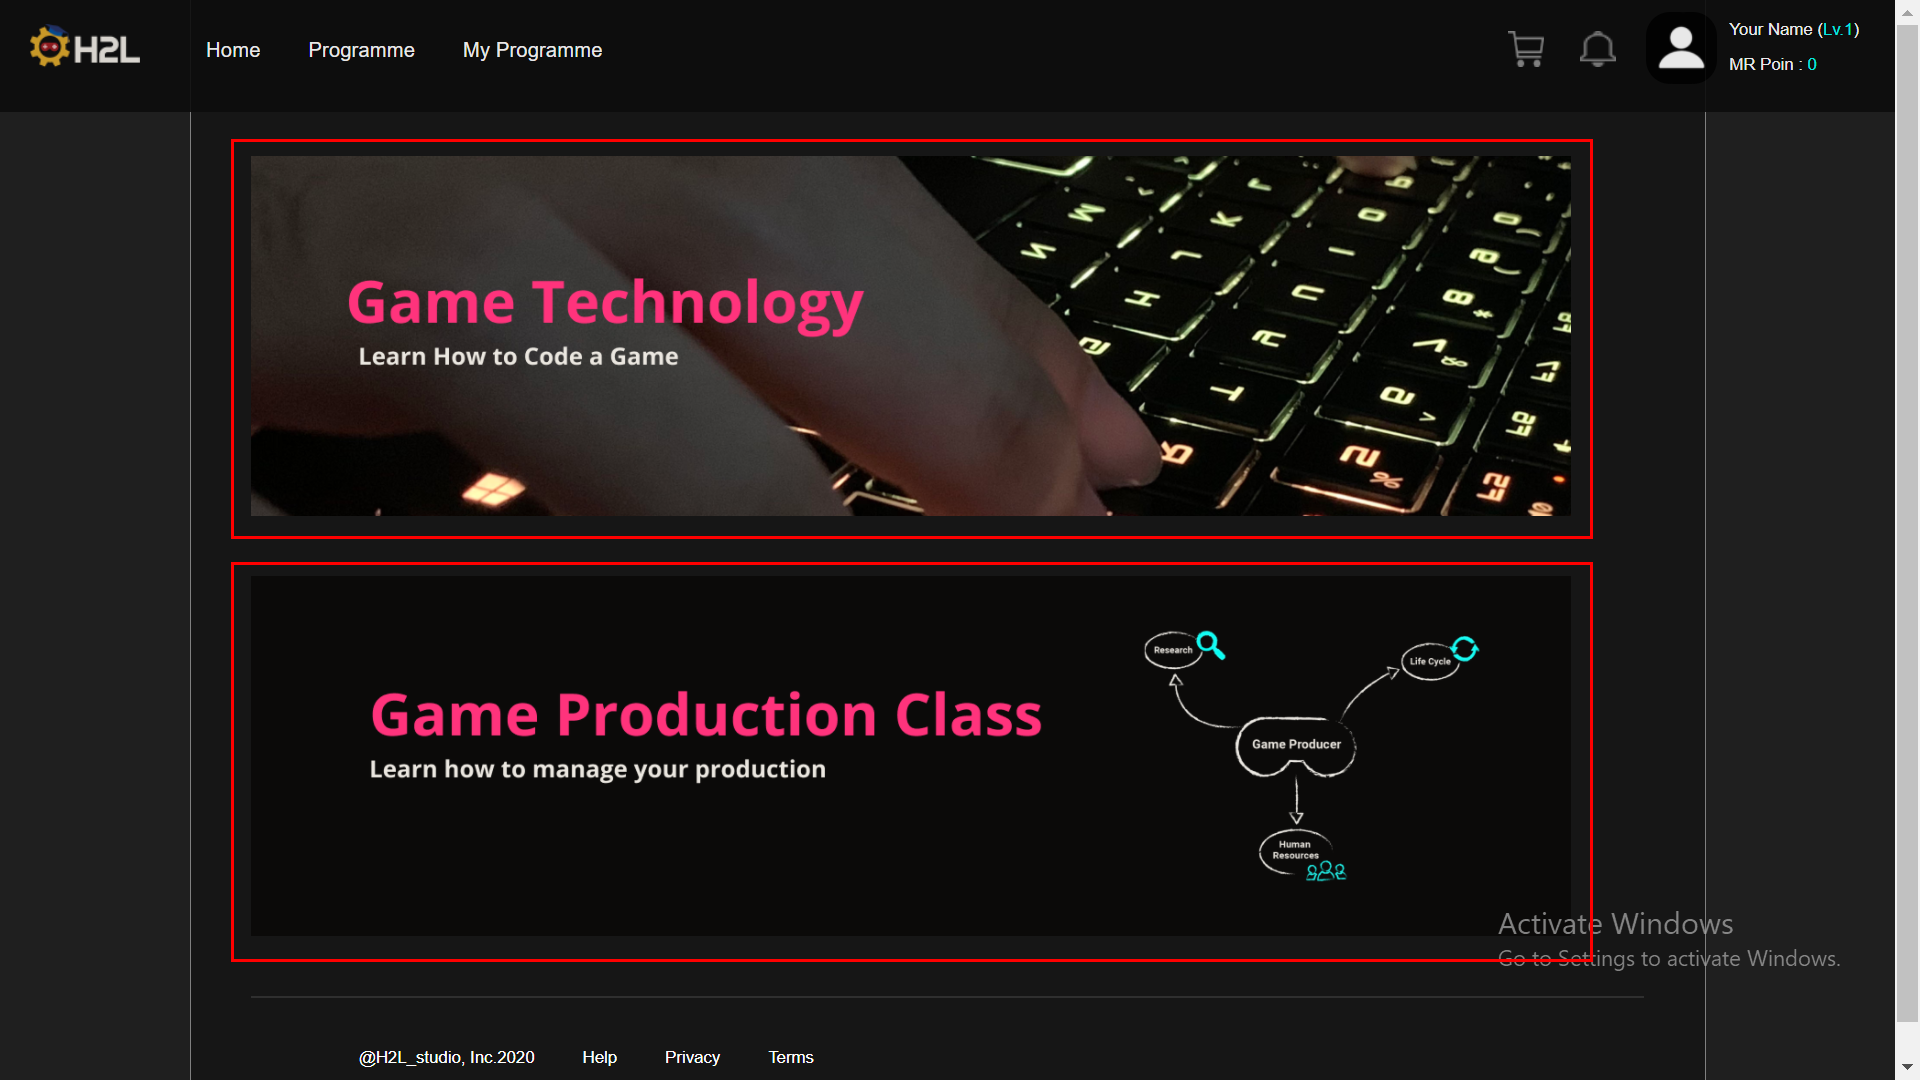 H2L
Home
Programme
My Programme
Your Name (Lv.1)
MR Poin : 0
Game Technology
Learn How to Code a Game
Game Production Class
Learn how to manage your production
Research
Life Cycle
Game Producer
Human
Resources
Activate Windows
Go to Settings to activate Windows.
@H2L_studio, Inc.2020
Help
Privacy
Terms